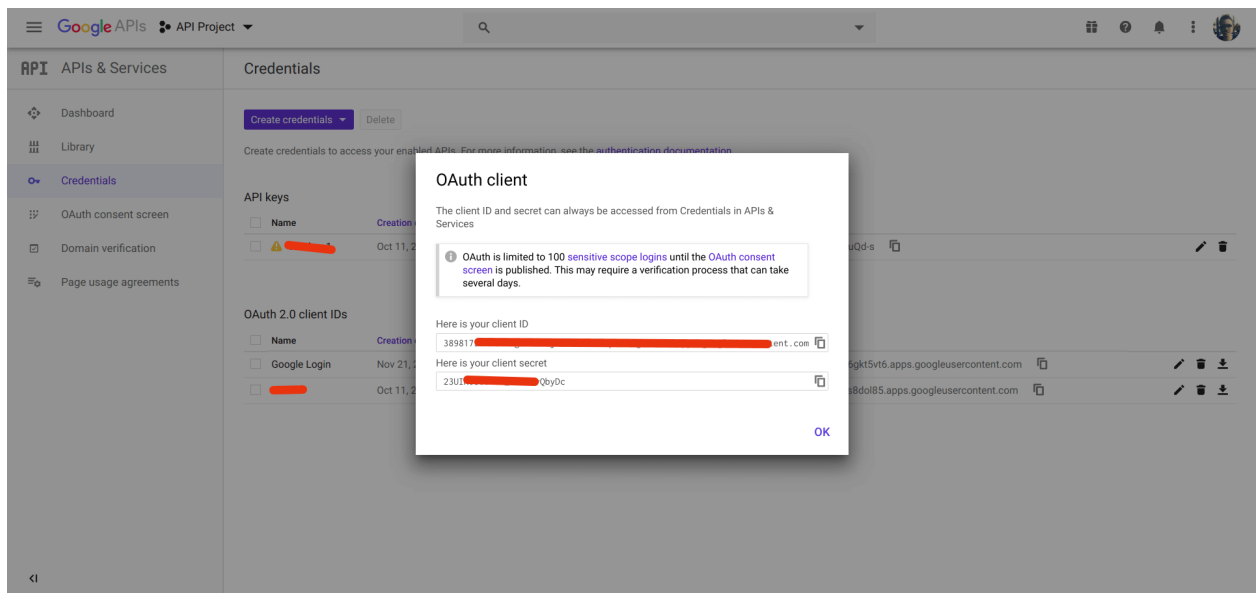 Google APIs API Project
API APIs & Services
Credentials
Dashboard
Library
Credentials
OAuth consent screen
Domain verification
Page usage agreements
Create credentials Delete
Create credentials to access your enabled APIs. For more information, see the authentication documentation.
API keys
Name Creation
Oct 11, 2 uQd-s
OAuth 2.0 client IDs
Name Creation
Google Login Nov 21, 6gkt5vt6.apps.googleusercontent.com
Oct 11, 2 s8dol85.apps.googleusercontent.com
OAuth client
The client ID and secret can always be accessed from Credentials in APIs &
Services
OAuth is limited to 100 sensitive scope logins until the OAuth consent
screen is published. This may require a verification process that can take
several days.
Here is your client ID
389817 ent.com
Here is your client secret
23UI QbyDc
OK